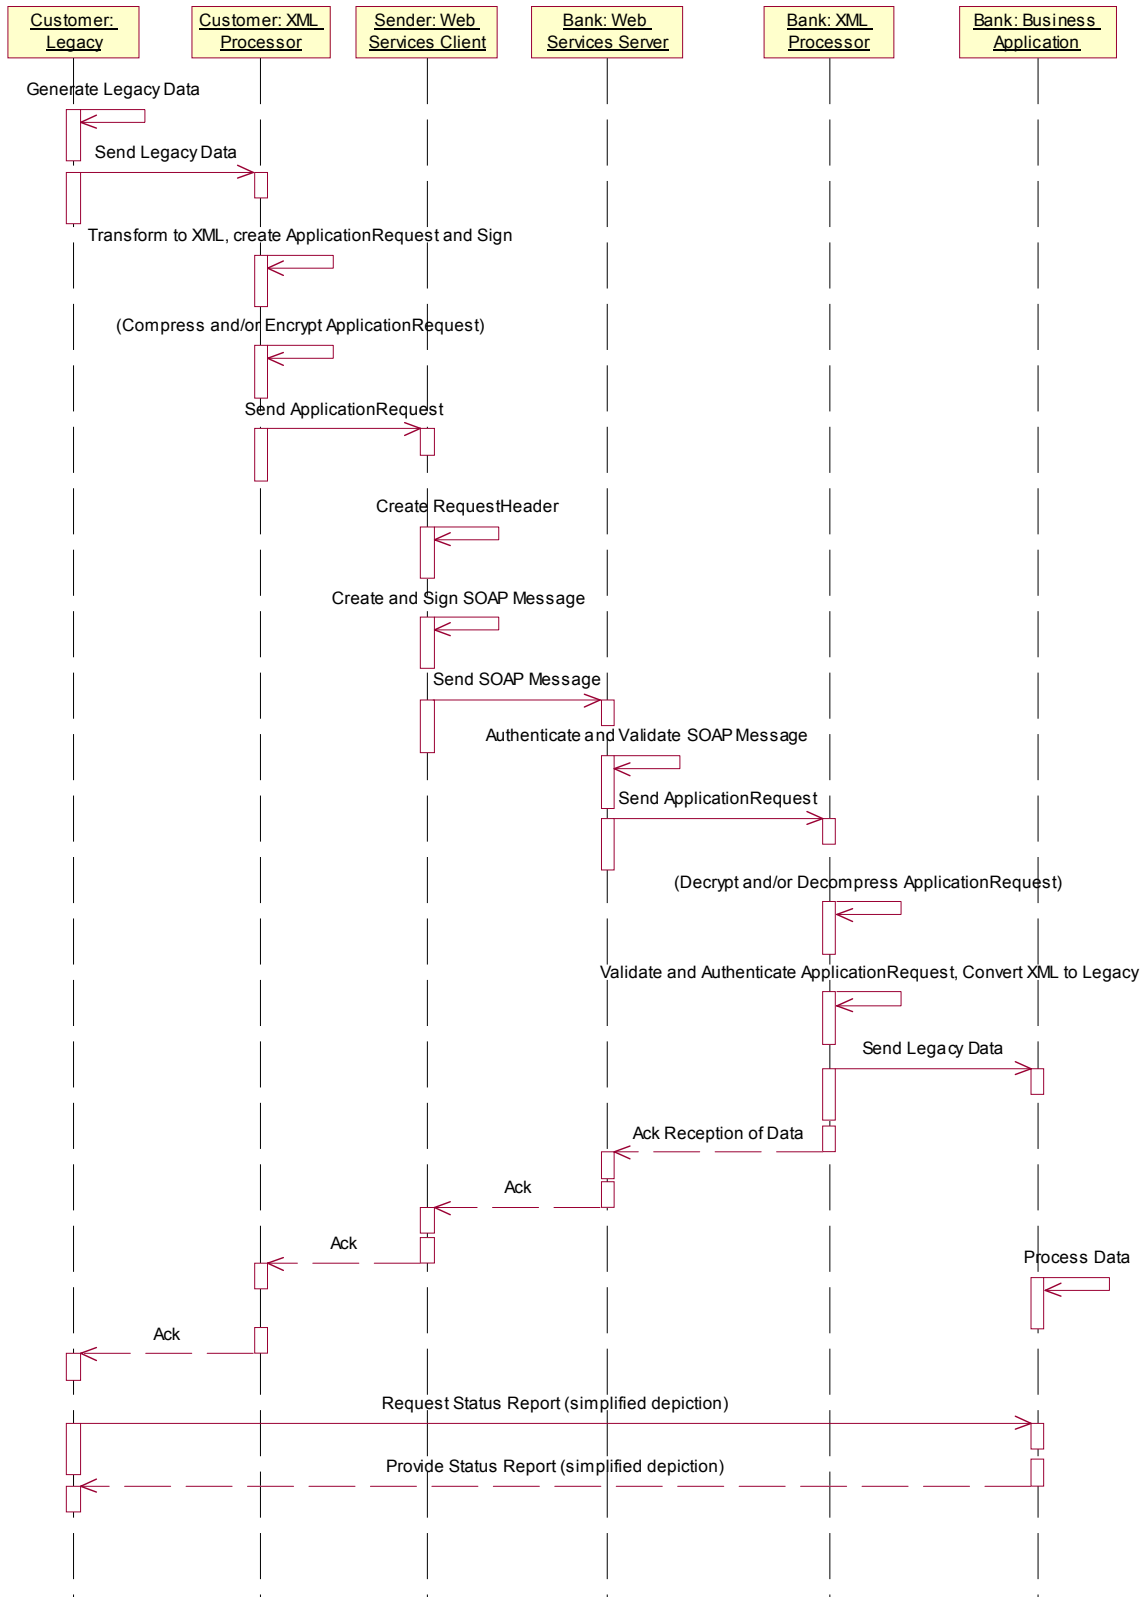 Customer:
Legacy
Customer: XML
Processor
Sender: Web
Services Client
Bank: Web
Services Server
Bank: XML
Processor
Bank: Business
Application
Generate Legacy Data
Send Legacy Data
Transform to XML, create ApplicationRequest and Sign
(Compress and/or Encrypt ApplicationRequest)
Send ApplicationRequest
Create RequestHeader
Create and Sign SOAP Message
Send SOAP Message
Authenticate and Validate SOAP Message
Send ApplicationRequest
(Decrypt and/or Decompress ApplicationRequest)
Validate and Authenticate ApplicationRequest, Convert XML to Legacy
Send Legacy Data
Ack Reception of Data
Ack
Ack
Process Data
Ack
Request Status Report (simplified depiction)
Provide Status Report (simplified depiction)